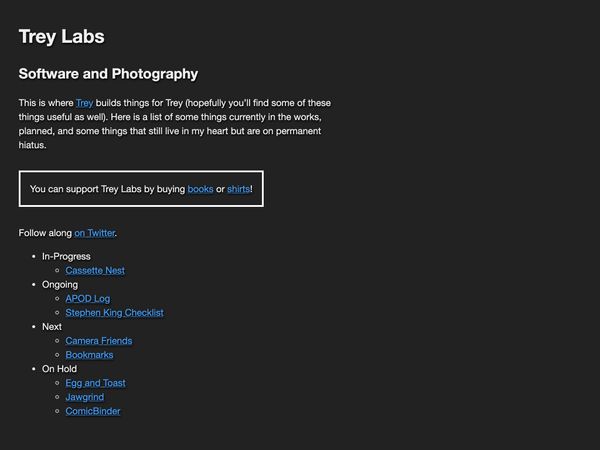 Trey Labs
Software and Photography
This is where Trey builds things for Trey (hopefully you’ll find some of these
things useful as well). Here is a list of some things currently in the works,
planned, and some things that still live in my heart but are on permanent
hiatus.
You can support Trey Labs by buying books or shirts!
Follow along on Twitter.
In-Progress
Cassette Nest
Ongoing
APOD Log
Stephen King Checklist
Next
Camera Friends
Bookmarks
On Hold
Egg and Toast
Jawgrind
ComicBinder